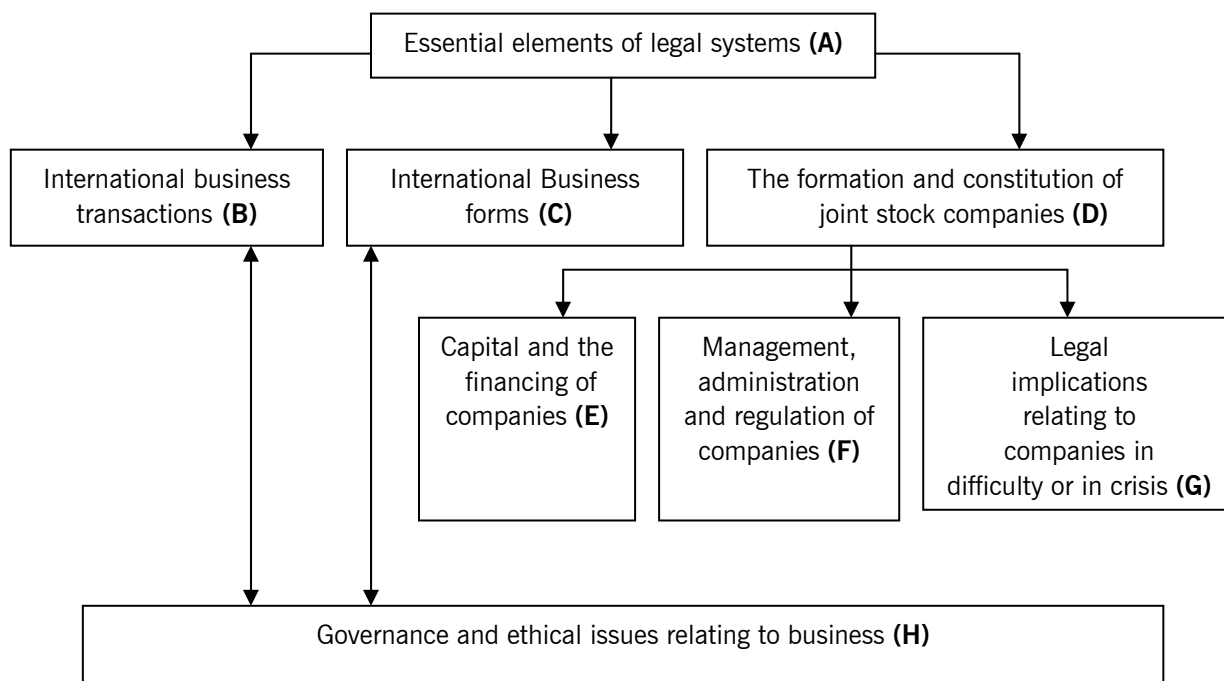 Essential elements of legal systems (A)
International business
transactions (B)
International Business
forms (C)
The formation and constitution of
joint stock companies (D)
Capital and the
financing of
companies (E)
Management,
administration
and regulation of
companies (F)
Legal
implications
relating to
companies in
difficulty or in crisis (G)
Governance and ethical issues relating to business (H)